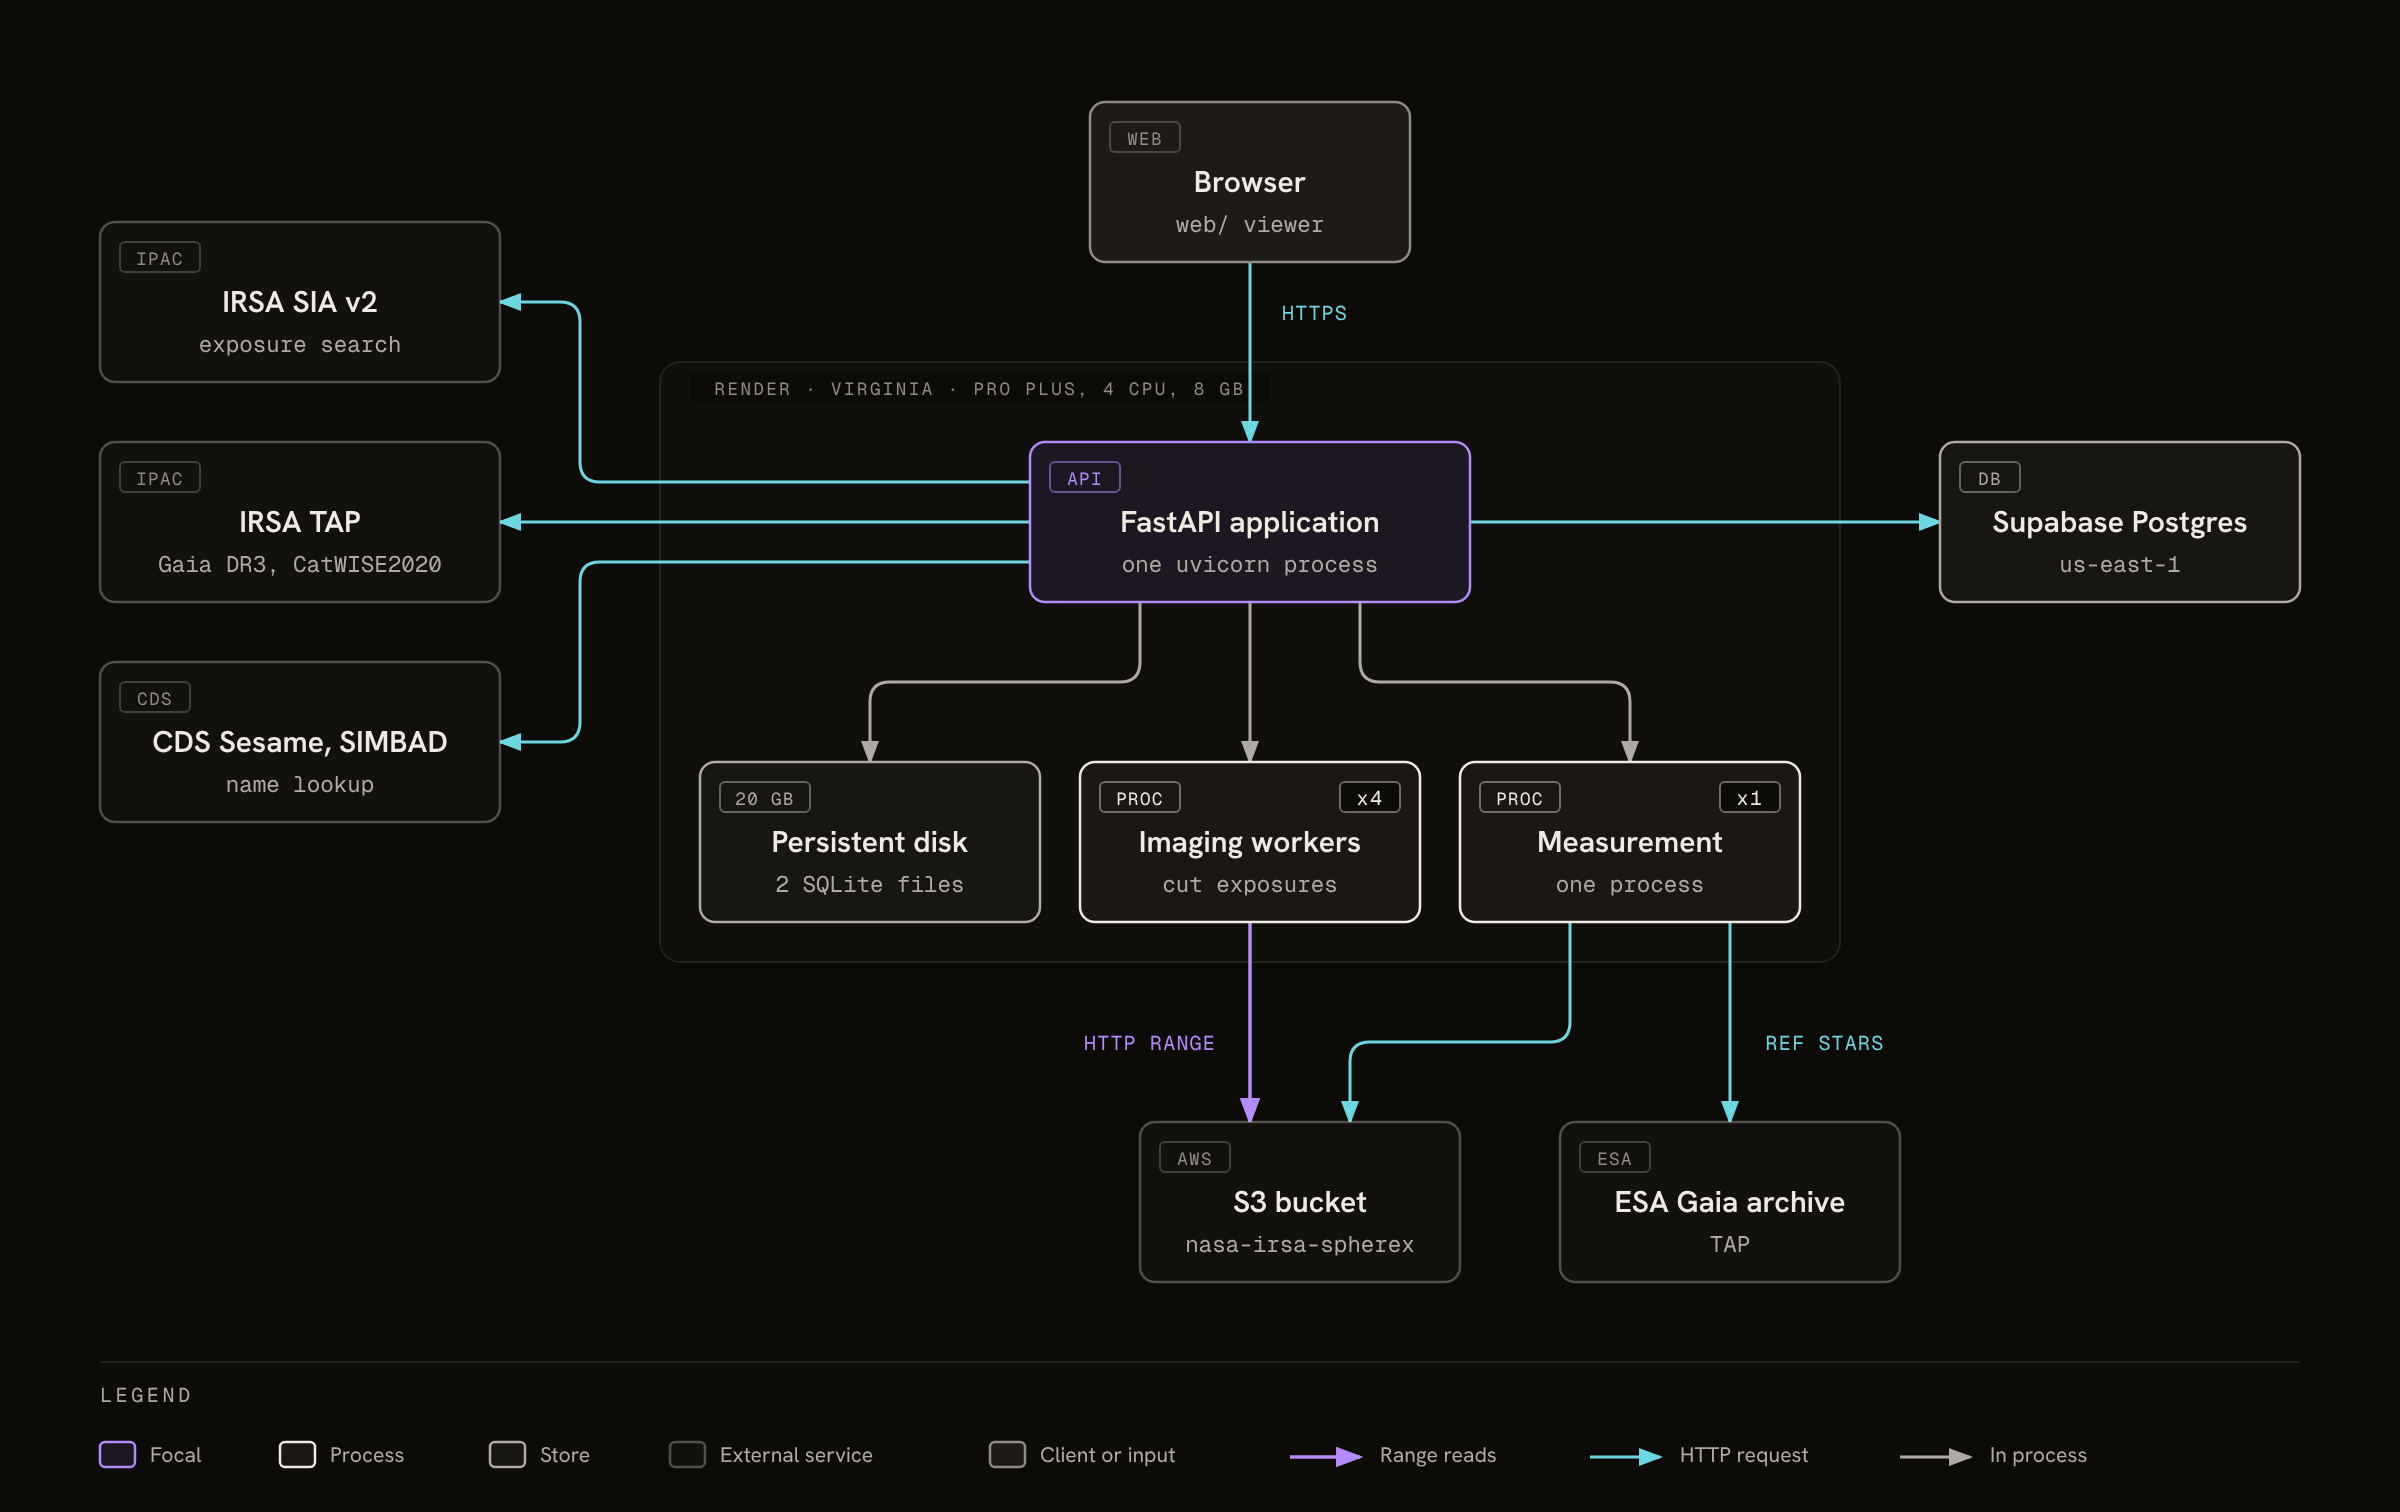 WEB
Browser
web/ viewer
HTTPS
IPAC
IRSA SIA v2
exposure search
RENDER · VIRGINIA · PRO PLUS, 4 CPU, 8 GB
IPAC
IRSA TAP
Gaia DR3, CatWISE2020
API
FastAPI application
one uvicorn process
DB
Supabase Postgres
us-east-1
CDS
CDS Sesame, SIMBAD
name lookup
20 GB
Persistent disk
2 SQLite files
PROC
x4
Imaging workers
cut exposures
PROC
x1
Measurement
one process
HTTP RANGE
REF STARS
AWS
S3 bucket
nasa-irsa-spherex
ESA
ESA Gaia archive
TAP
LEGEND
Focal
Process
Store
External service
Client or input
Range reads
HTTP request
In process